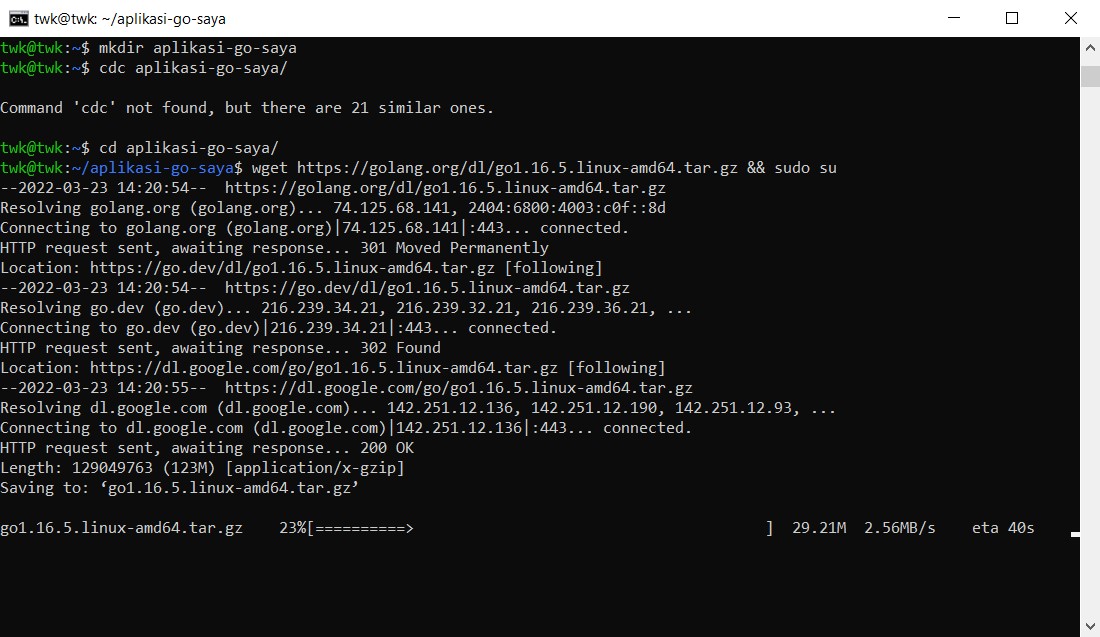 twk@twk: ~/aplikasi-go-saya
twk@twk:~$ mkdir aplikasi-go-saya
twk@twk:~$ cdc aplikasi-go-saya/
Command 'cdc' not found, but there are 21 similar ones.
twk@twk:~$ cd aplikasi-go-saya/
twk@twk:~/aplikasi-go-saya$ wget https://golang.org/dl/go1.16.5.linux-amd64.tar.gz && sudo su
--2022-03-23 14:20:54--  https://golang.org/dl/go1.16.5.linux-amd64.tar.gz
Resolving golang.org (golang.org)... 74.125.68.141, 2404:6800:4003:c0f::8d
Connecting to golang.org (golang.org)|74.125.68.141|:443... connected.
HTTP request sent, awaiting response... 301 Moved Permanently
Location: https://go.dev/dl/go1.16.5.linux-amd64.tar.gz [following]
--2022-03-23 14:20:54--  https://go.dev/dl/go1.16.5.linux-amd64.tar.gz
Resolving go.dev (go.dev)... 216.239.34.21, 216.239.32.21, 216.239.36.21, ...
Connecting to go.dev (go.dev)|216.239.34.21|:443... connected.
HTTP request sent, awaiting response... 302 Found
Location: https://dl.google.com/go/go1.16.5.linux-amd64.tar.gz [following]
--2022-03-23 14:20:55--  https://dl.google.com/go/go1.16.5.linux-amd64.tar.gz
Resolving dl.google.com (dl.google.com)... 142.251.12.136, 142.251.12.190, 142.251.12.93, ...
Connecting to dl.google.com (dl.google.com)|142.251.12.136|:443... connected.
HTTP request sent, awaiting response... 200 OK
Length: 129049763 (123M) [application/x-gzip]
Saving to: ‘go1.16.5.linux-amd64.tar.gz’
go1.16.5.linux-amd64.tar.gz    23%[==========>                                       ]  29.21M  2.56MB/s    eta 40s